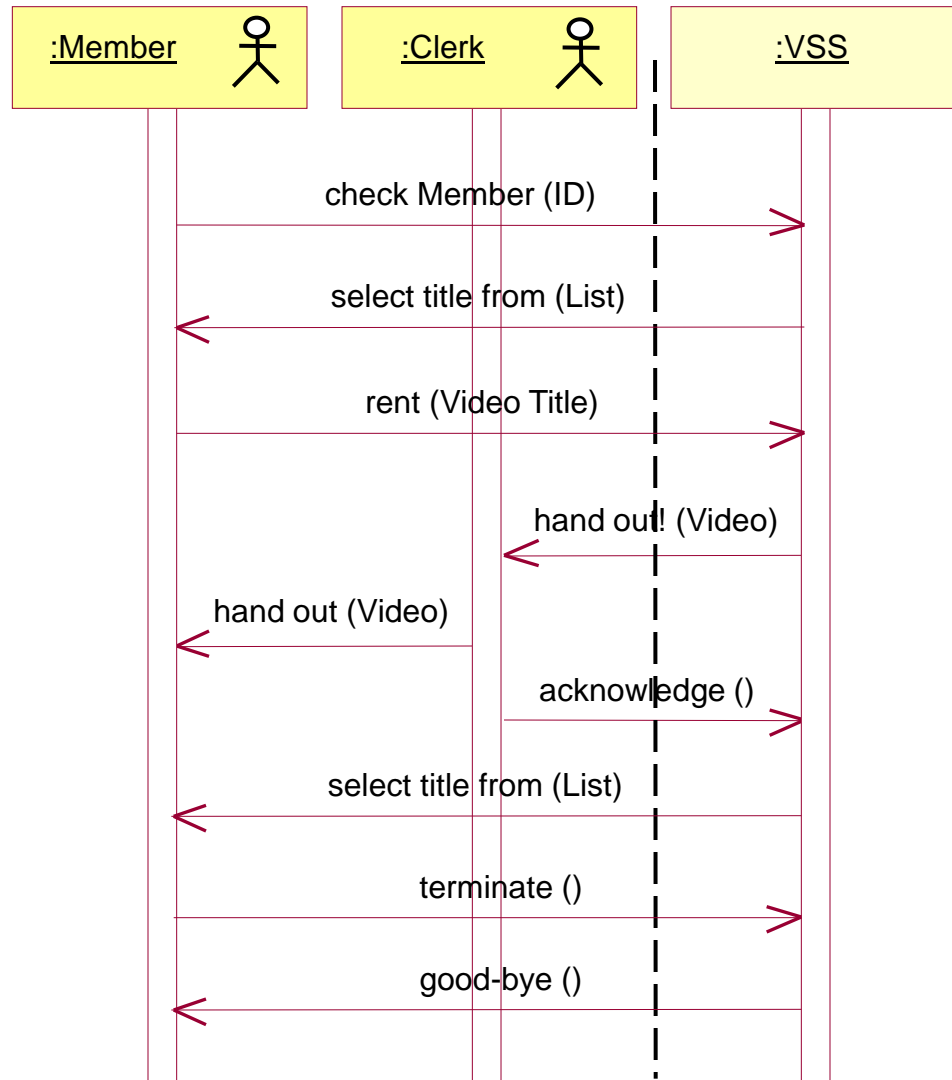 :Member
:Clerk
:VSS
check Member (ID)
select title from (List)
rent (Video Title)
hand out! (Video)
hand out (Video)
acknowledge ()
select title from (List)
terminate ()
good-bye ()